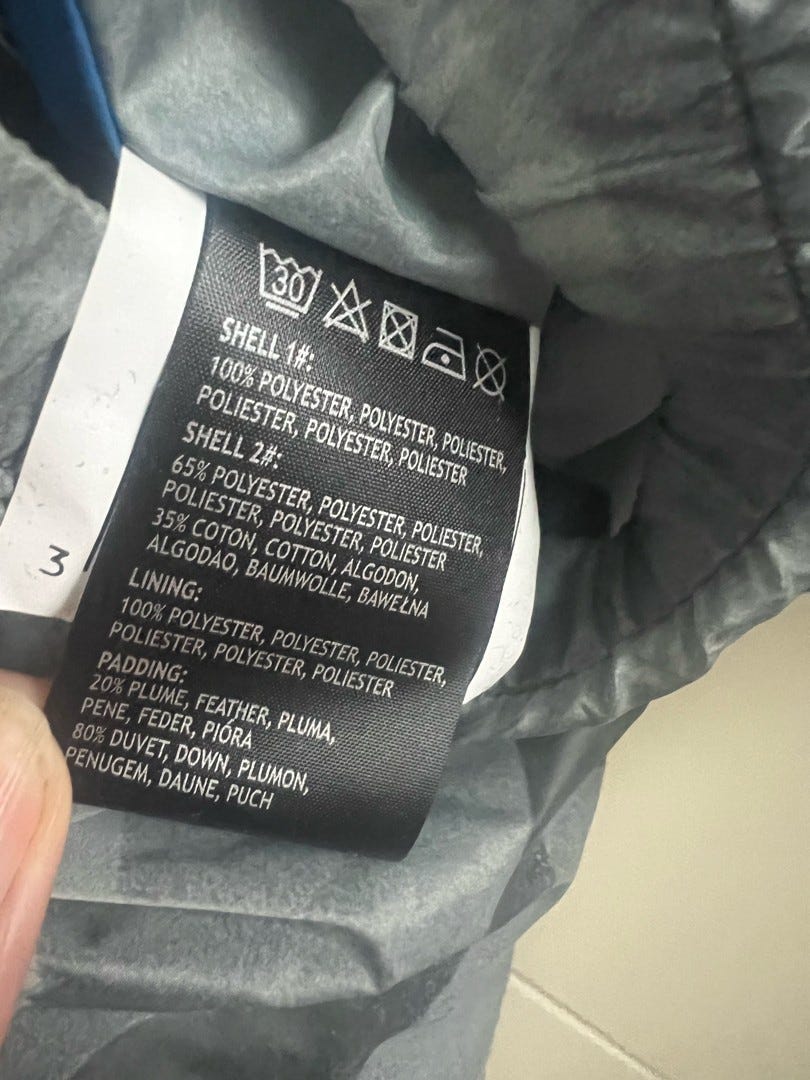 30
SHELL 1#:
100% POLYESTER, POLYESTER, POLIESTER,
POLIESTER, POLYESTER, POLIESTER
SHELL 2#:
65% POLYESTER, POLYESTER, POLIESTER,
POLIESTER, POLYESTER, POLIESTER
35% COTON, COTTON, ALGODON,
ALGODAO, BAUMWOLLE, BAWEŁNA
LINING:
100% POLYESTER, POLYESTER, POLIESTER,
POLIESTER, POLYESTER, POLIESTER
PADDING:
20% PLUME, FEATHER, PLUMA,
PENE, FEDER, PIÓRA
80% DUVET, DOWN, PLUMON,
PENUGEM, DAUNE, PUCH
3